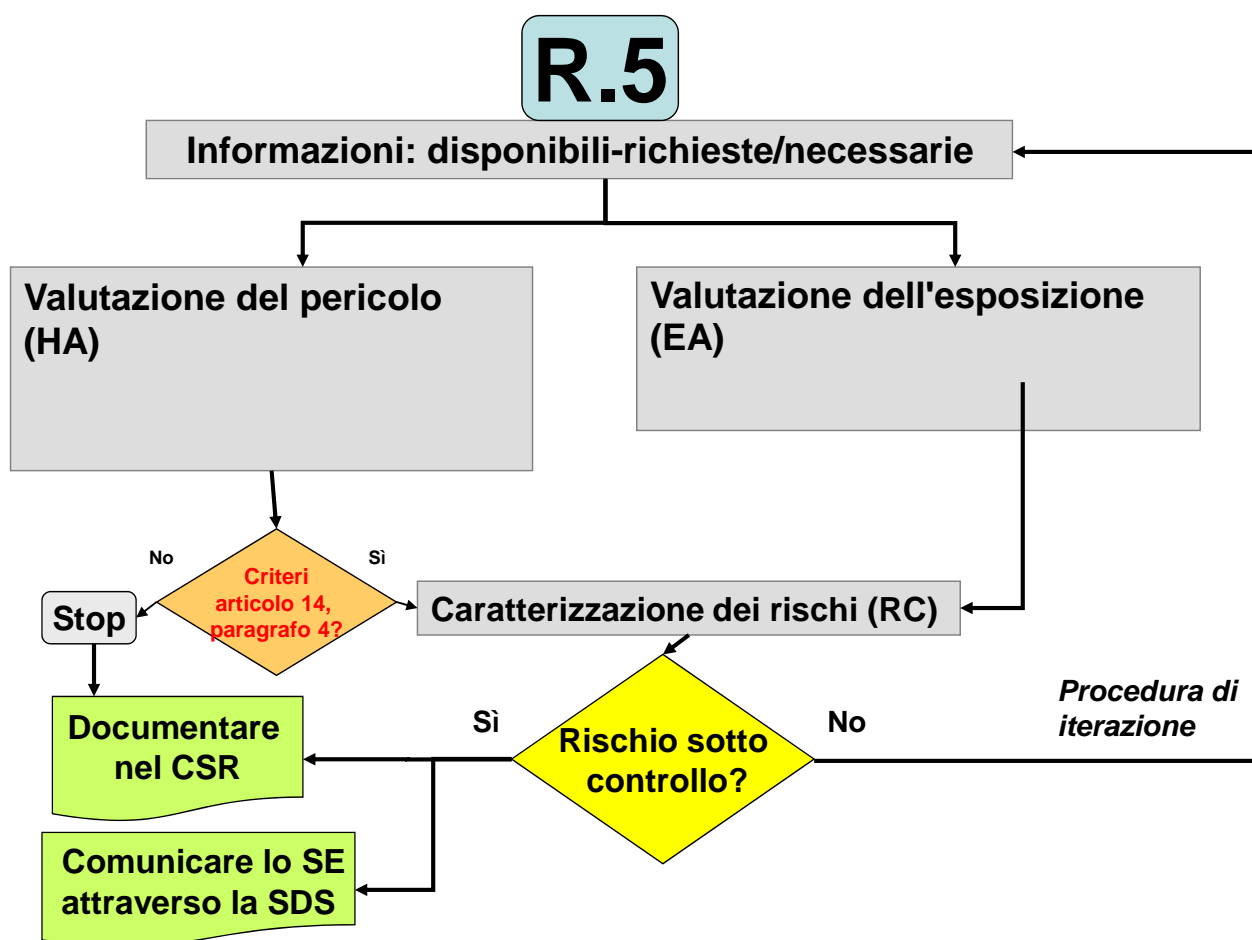 R.5
Informazioni: disponibili-richieste/necessarie
Valutazione del pericolo
(HA)
Valutazione dell'esposizione
(EA)
No
Sì
Criteri
articolo 14,
paragrafo 4?
Stop
Caratterizzazione dei rischi (RC)
Documentare
nel CSR
Sì
Rischio sotto
controllo?
No
Procedura di
iterazione
Comunicare lo SE
attraverso la SDS